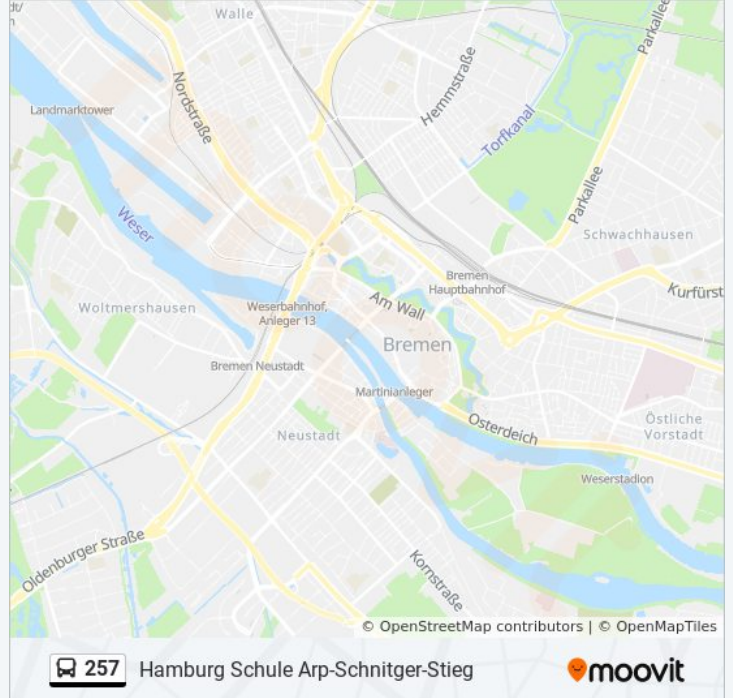 dt/
Walle
Parkallee
Nordstraße
Hemmstraße
Landmarktower
Torfkanal
Parkallee
Weser
Schwachhausen
Bremen
Hauptbahnhof
Kurfürst
Woltmershausen
Weserbahnhof,
Anleger 13
Am Wall
Bremen
Bremen Neustadt
Martinianleger
Osterdeich
Östliche
Vorstadt
Neustadt
Weserstadion
Oldenburger Straße
Kornstraße
© OpenStreetMap contributors | © OpenMapTiles
257 Hamburg Schule Arp-Schnitger-Stieg
moovit